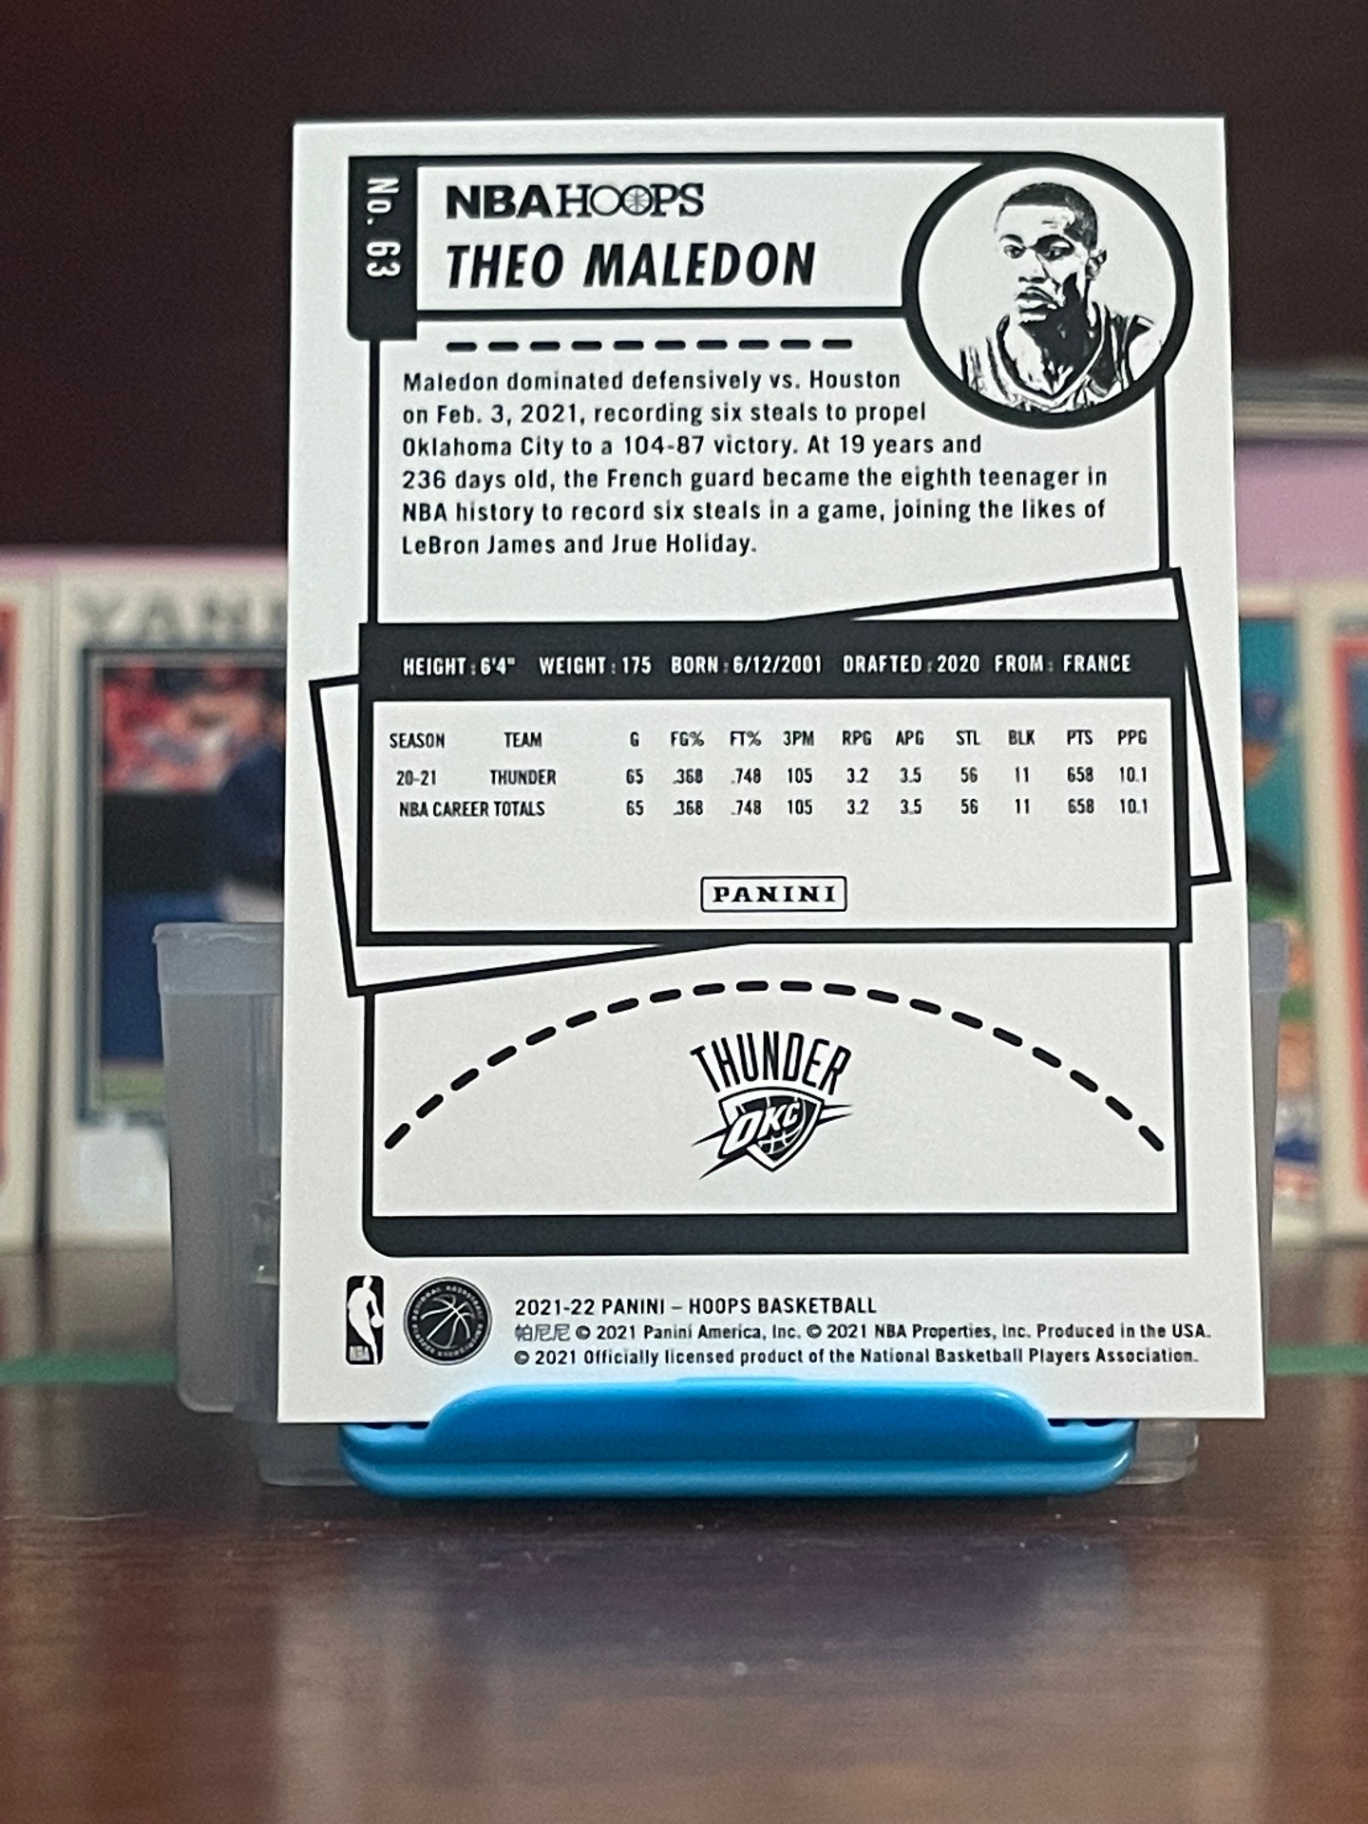 No. 63
NBA HOOPS
THEO MALEDON
Maledon dominated defensively vs. Houston
on Feb. 3, 2021, recording six steals to propel
Oklahoma City to a 104-87 victory. At 19 years and
236 days old, the French guard became the eighth teenager in
NBA history to record six steals in a game, joining the likes of
LeBron James and Jrue Holiday.
HEIGHT: 6'4" WEIGHT: 175 BORN: 6/12/2001 DRAFTED: 2020 FROM: FRANCE
SEASON TEAM G FG% FT% 3PM RPG APG STL BLK PTS PPG
20-21 THUNDER 65 .368 .748 105 3.2 3.5 56 11 658 10.1
NBA CAREER TOTALS 65 .368 .748 105 3.2 3.5 56 11 658 10.1
PANINI
THUNDER
OKC
NBA
2021-22 PANINI – HOOPS BASKETBALL
帕尼尼 © 2021 Panini America, Inc. © 2021 NBA Properties, Inc. Produced in the USA.
© 2021 Officially licensed product of the National Basketball Players Association.